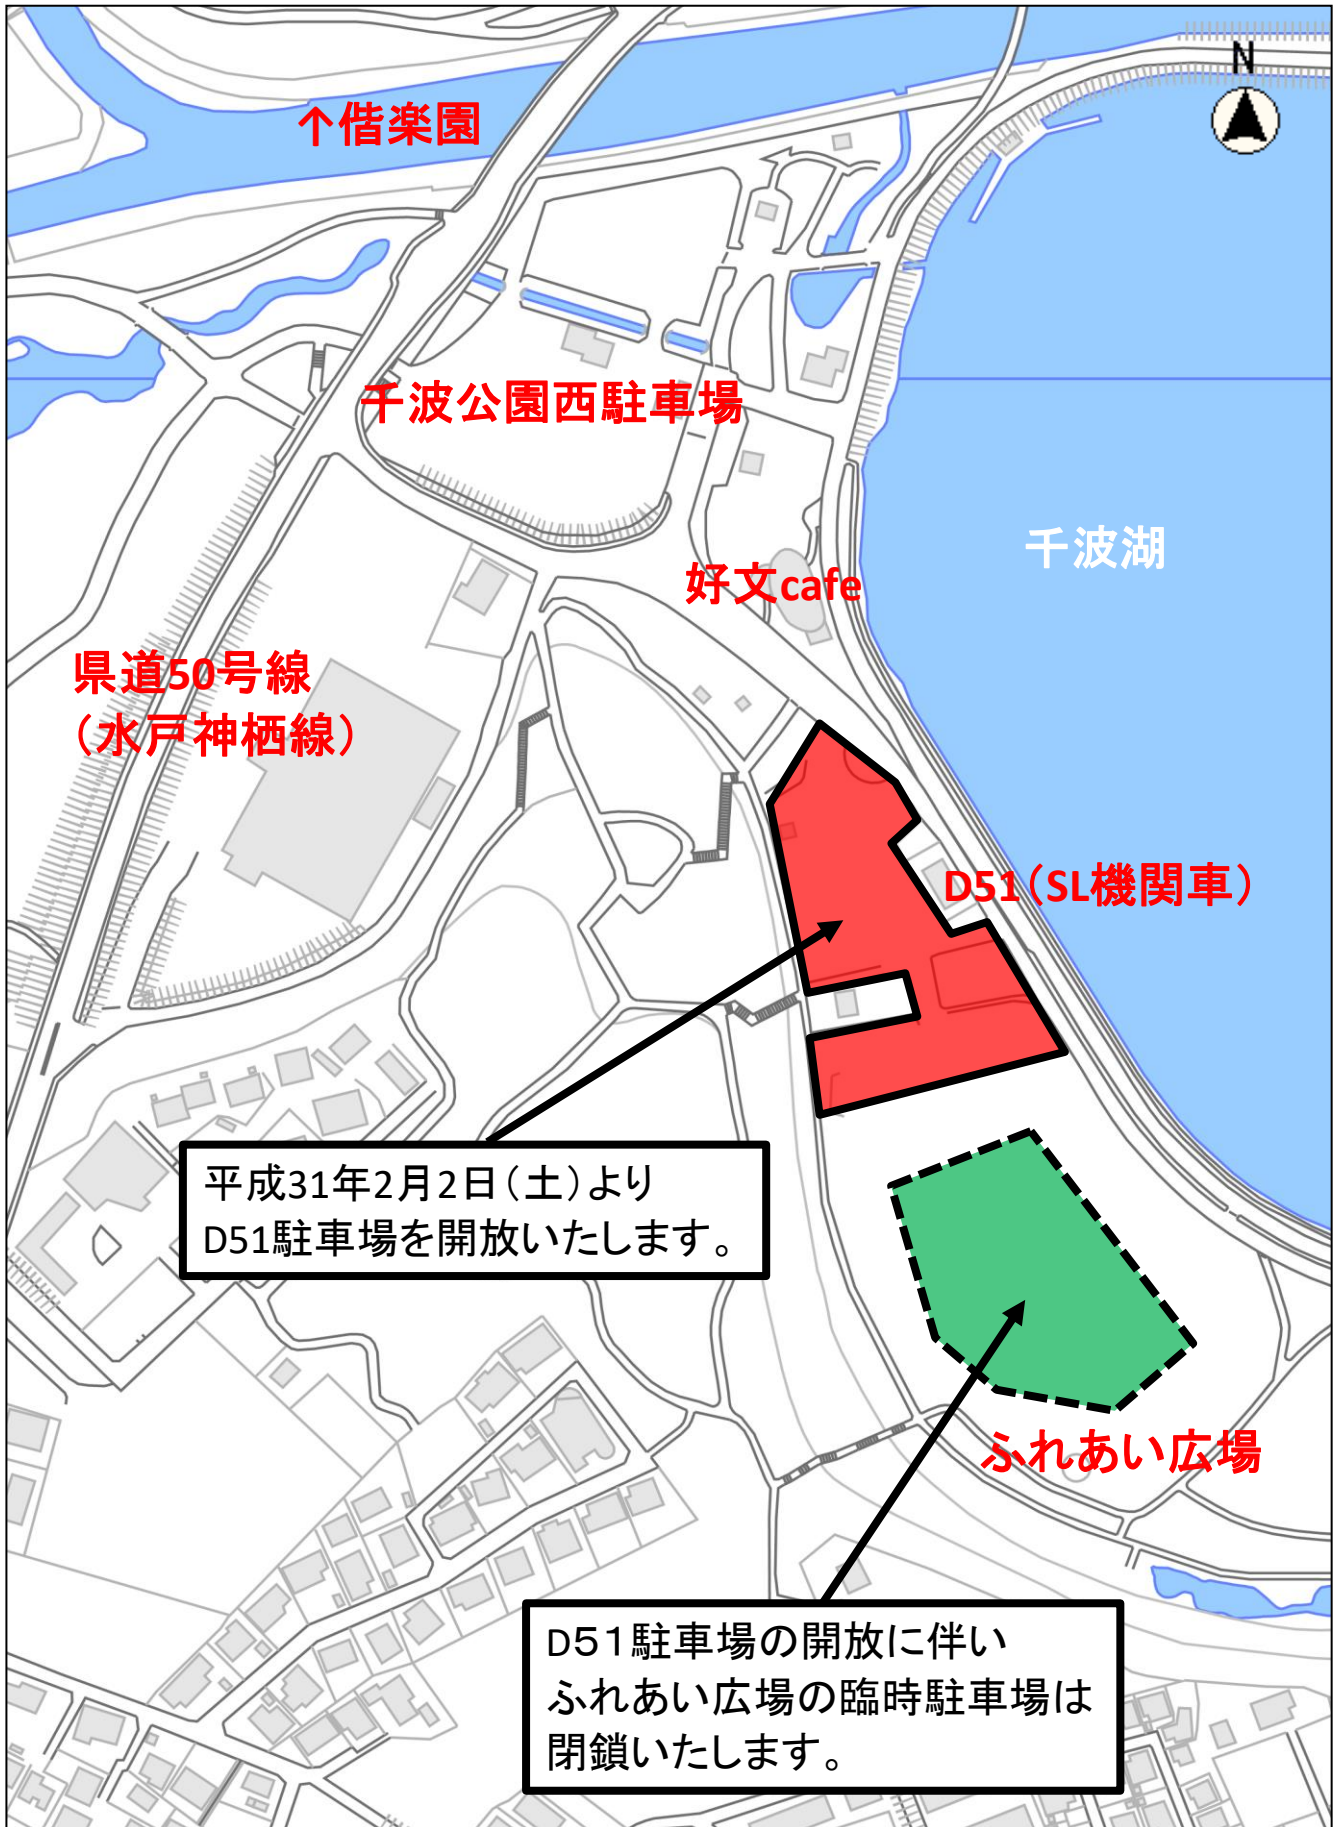 N
↑偕楽園
千波公園西駐車場
千波湖
好文cafe
県道50号線
（水戸神栖線）
D51（SL機関車）
平成31年2月2日（土）より
D51駐車場を開放いたします。
ふれあい広場
D５１駐車場の開放に伴い
ふれあい広場の臨時駐車場は
閉鎖いたします。